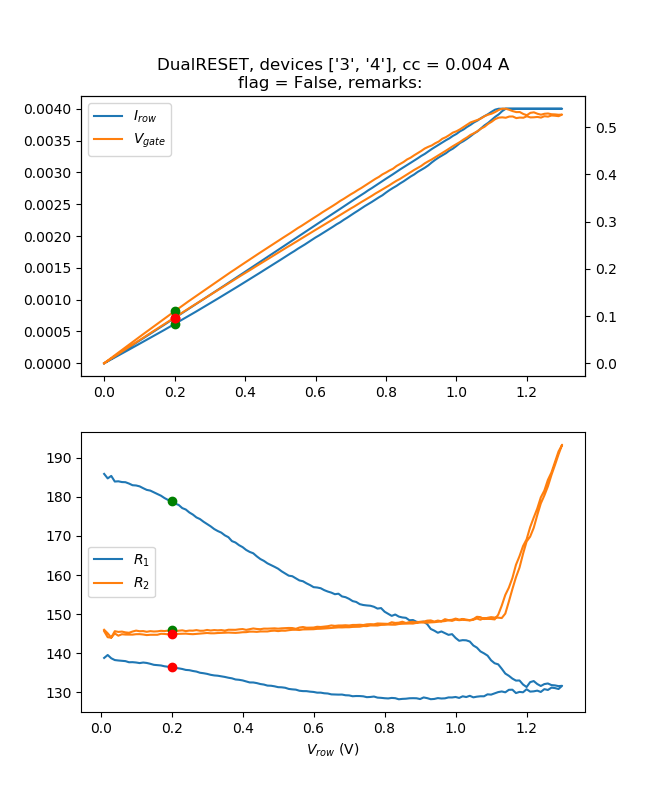 DualRESET, devices ['3', '4'], cc = 0.004 A
flag = False, remarks:
I_row
V_gate
0.0040
0.0035
0.0030
0.0025
0.0020
0.0015
0.0010
0.0005
0.0000
0.5
0.4
0.3
0.2
0.1
0.0
0.0 0.2 0.4 0.6 0.8 1.0 1.2
190
180
170
160
150
140
130
R_1
R_2
0.0 0.2 0.4 0.6 0.8 1.0 1.2
V_row (V)